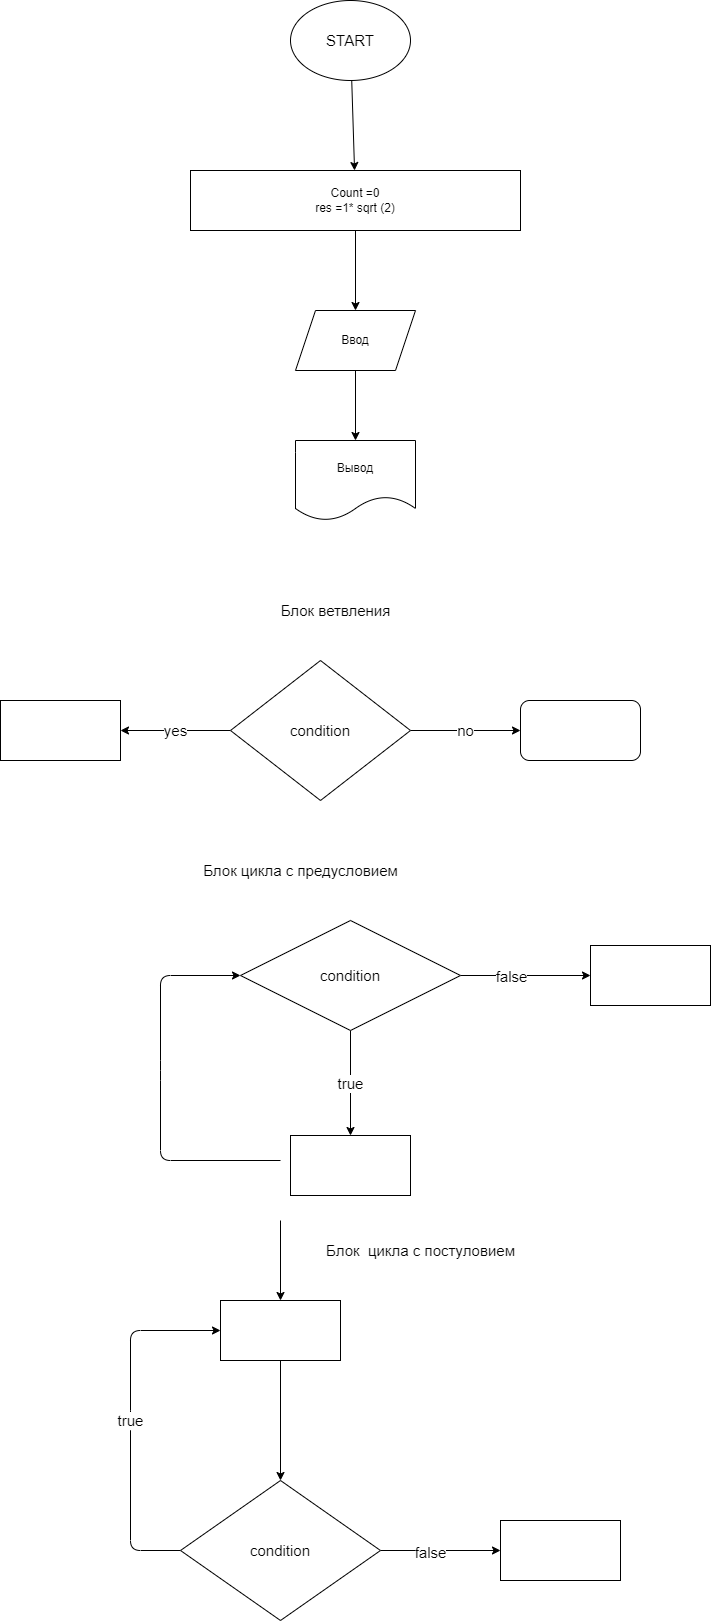 START
Count =0
res =1* sqrt (2)
Ввод
Вывод
Блок ветвления
yes
condition
no
Блок цикла с предусловием
condition
false
true
Блок  цикла с постуловием
true
condition
false